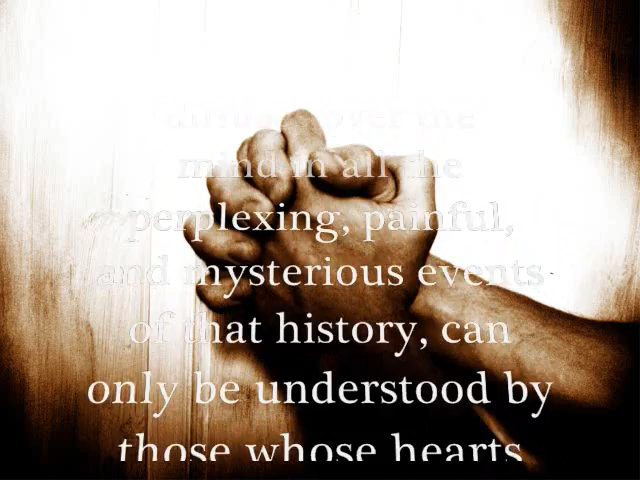 over the
mind in all the
perplexing, painful,
and mysterious events
of that history, can
only be understood by
those whose hearts